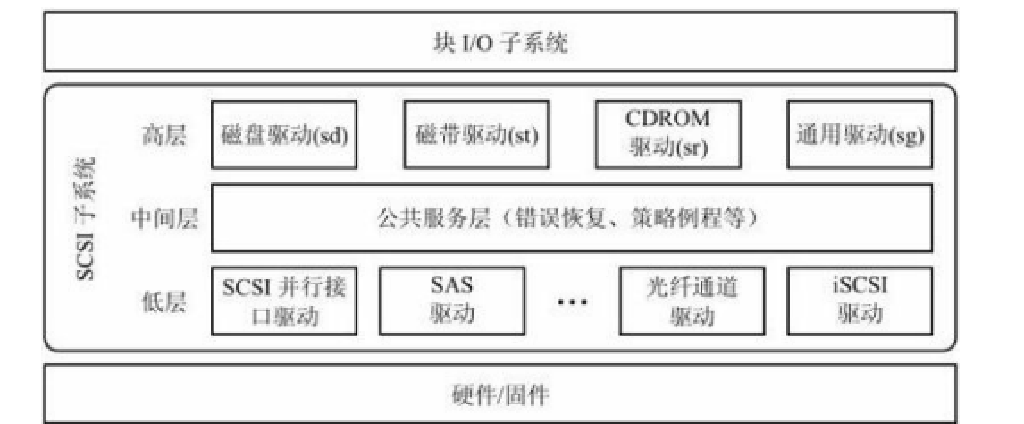 块 I/O 子系统
SCSI 子系统
高层
磁盘驱动(sd)
磁带驱动(st)
CDROM
驱动(sr)
通用驱动(sg)
中间层
公共服务层（错误恢复、策略例程等）
低层
SCSI 并行接
口驱动
SAS
驱动
···
光纤通道
驱动
iSCSI
驱动
硬件/固件